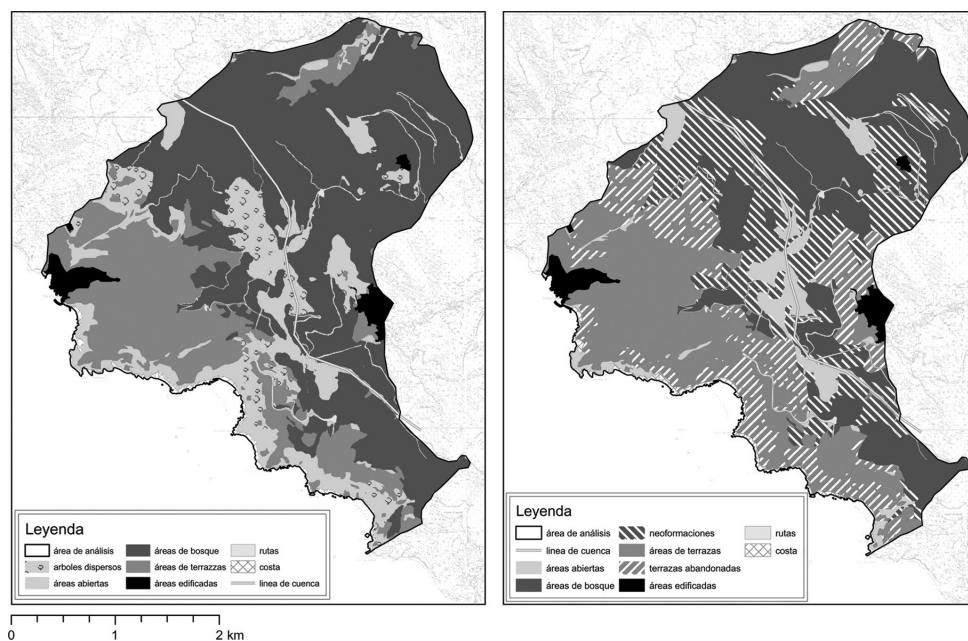 Leyenda
área de análisis
áreas de bosque
rutas
arboles dispersos
áreas de terrazzas
costa
áreas abiertas
áreas edificadas
linea de cuenca
Leyenda
área de análisis
neoformaciones
rutas
linea de cuenca
áreas de terrazas
costa
áreas abiertas
terrazas abandonadas
áreas de bosque
áreas edificadas
0 1 2 km